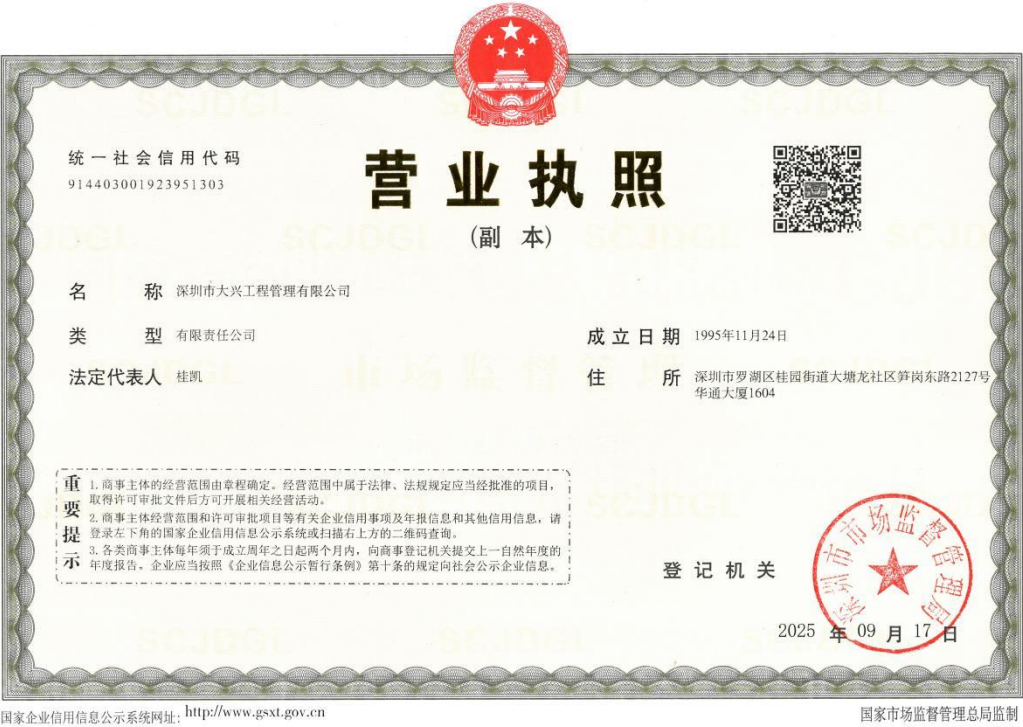 统一社会信用代码
914403001923951303
营业执照
(副 本)
名 称 深圳市大兴工程管理有限公司
类 型 有限责任公司
成立日期 1995年11月24日
法定代表人 桂凯
住 所 深圳市罗湖区桂园街道大塘龙社区笋岗东路2127号
华通大厦1604
重要提示
1.商事主体的经营范围由章程确定。经营范围中属于法律、法规规定应当经批准的项目,
取得许可审批文件后方可开展相关经营活动。
2.商事主体经营范围和许可审批项目等有关企业信用事项及年报信息和其他信用信息,请
登录左下角的国家企业信用信息公示系统或扫描右上方的二维码查询。
3.各类商事主体每年须于成立周年之日起两个月内,向商事登记机关提交上一自然年度的
年度报告。企业应当按照《企业信息公示暂行条例》第十条的规定向社会公示企业信息。
登记机关
深圳市市场监督管理局
2025 年 09 月 17 日
国家企业信用信息公示系统网址: http://www.gsxt.gov.cn
国家市场监督管理总局监制
SCJDGL
市场监督管理